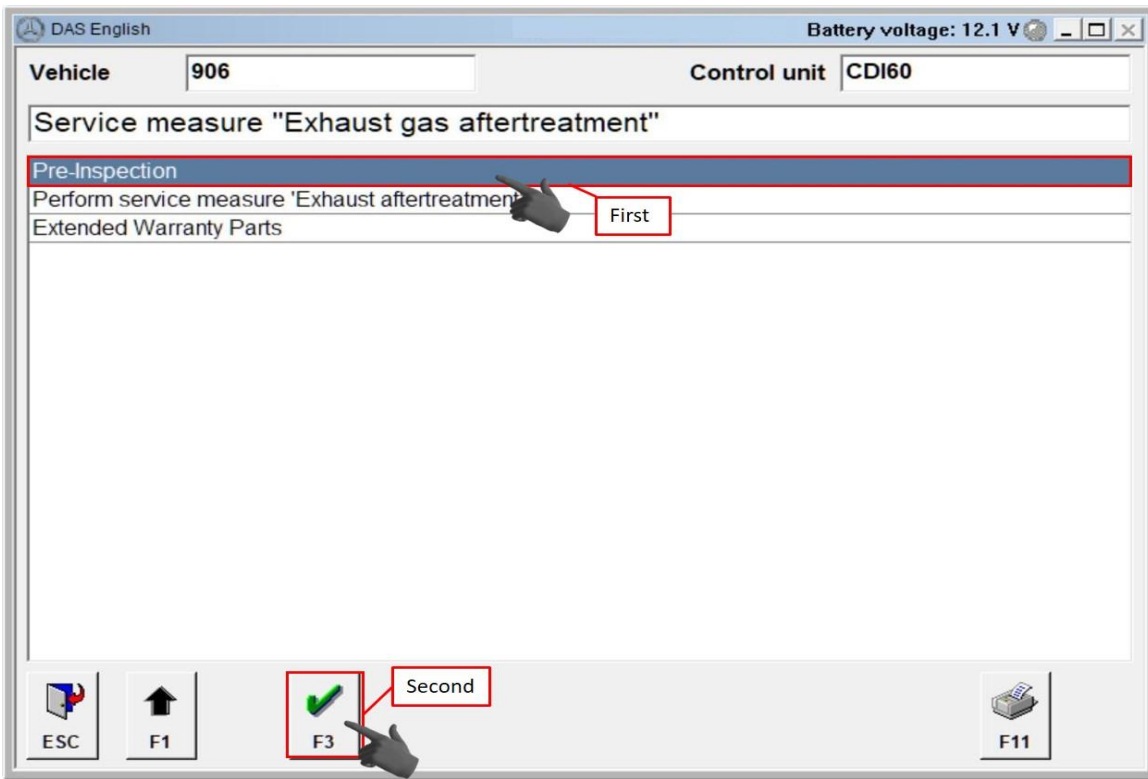 DAS English Battery voltage: 12.1 V
Vehicle 906 Control unit CDI60
Service measure "Exhaust gas aftertreatment"
Pre-Inspection
Perform service measure 'Exhaust aftertreatment
First
Extended Warranty Parts
Second
ESC F1 F3 F11